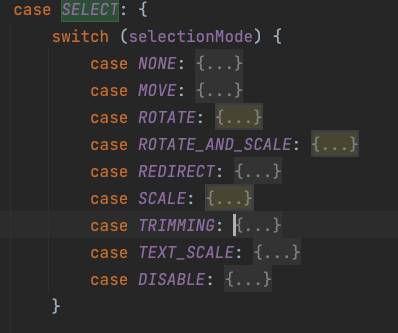 case SELECT: {
switch (selectionMode) {
case NONE: {...}
case MOVE: {...}
case ROTATE: {...}
case ROTATE_AND_SCALE: {...}
case REDIRECT: {...}
case SCALE: {...}
case TRIMMING: {...}
case TEXT_SCALE: {...}
case DISABLE: {...}
}